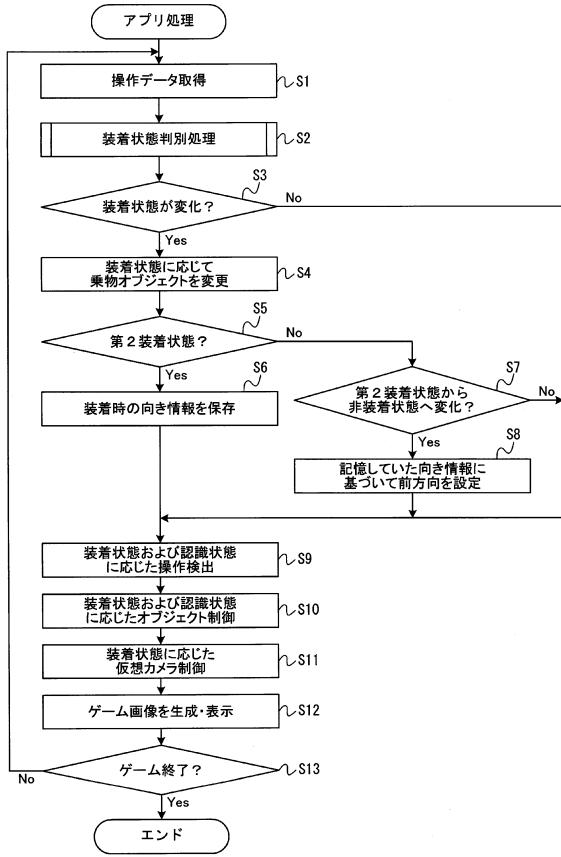 アプリ処理
操作データ取得
S1
装着状態判別処理
S2
S3
装着状態が変化？
No
Yes
装着状態に応じて
乗物オブジェクトを変更
S4
S5
第２装着状態？
No
Yes
S6
装着時の向き情報を保存
S7
第２装着状態から
非装着状態へ変化？
No
Yes
S8
記憶していた向き情報に
基づいて前方向を設定
装着状態および認識状態
に応じた操作検出
S9
装着状態および認識状態
に応じたオブジェクト制御
S10
装着状態に応じた
仮想カメラ制御
S11
ゲーム画像を生成・表示
S12
ゲーム終了？
S13
No
Yes
エンド